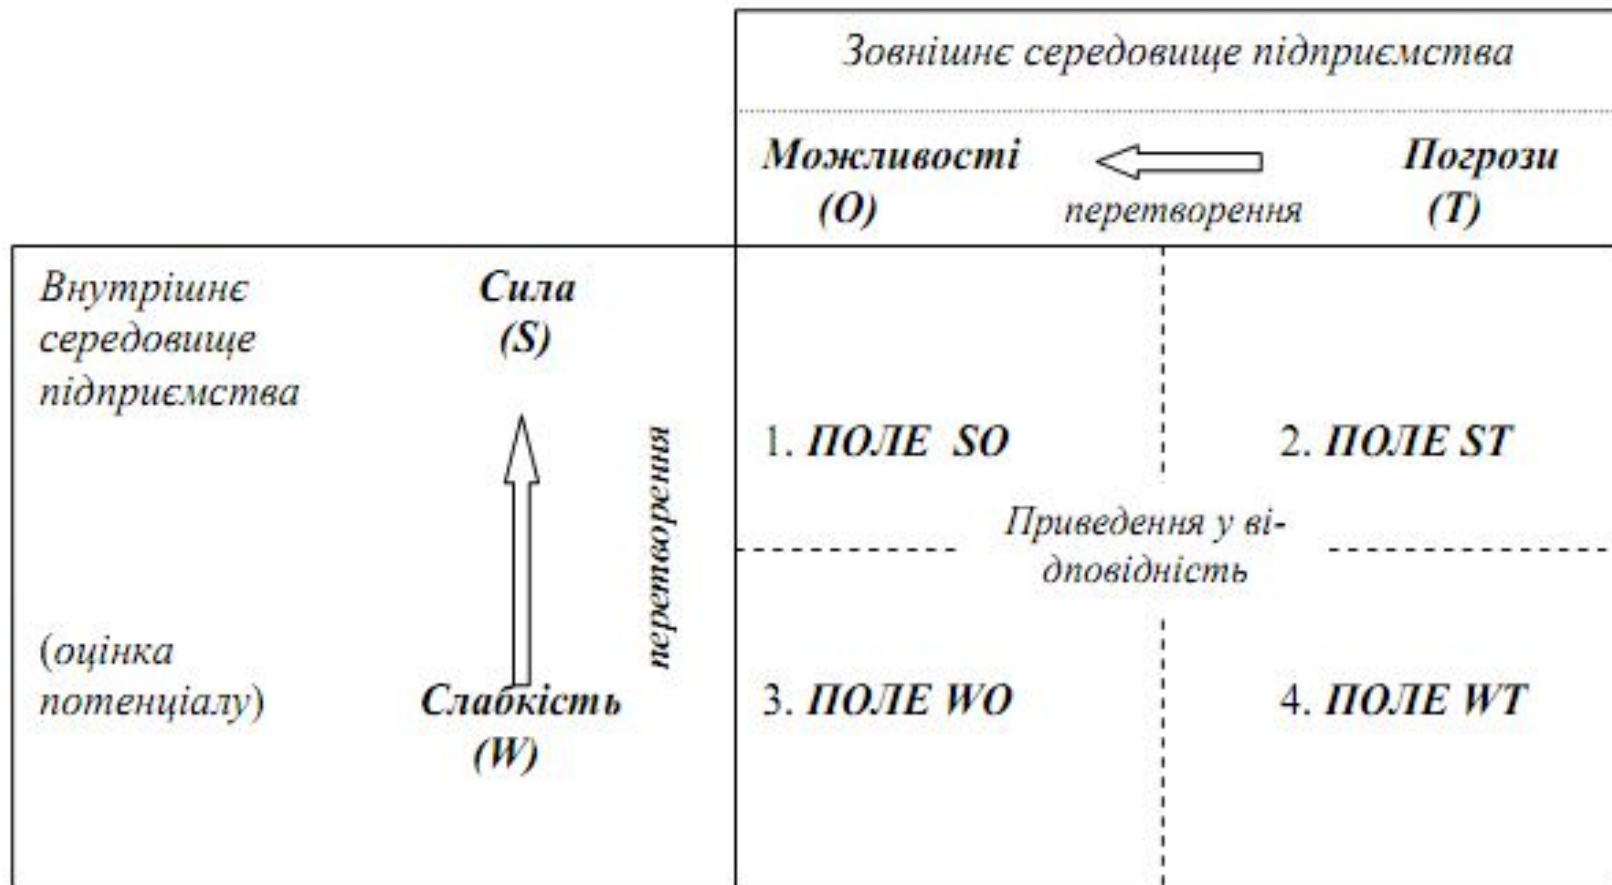 Зовнішнє середовище підприємства
Можливості
(O)
перетворення
Погрози
(T)
Внутрішнє
середовище
підприємства
(оцінка
потенціалу)
Сила
(S)
перетворення
Слабкість
(W)
1. ПОЛЕ SO
2. ПОЛЕ ST
Приведення у ві-
дповідність
3. ПОЛЕ WO
4. ПОЛЕ WT